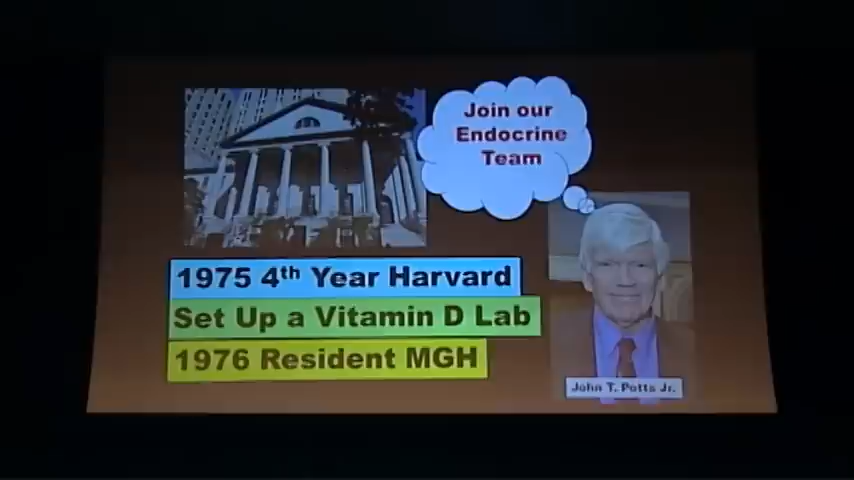 Join our
Endocrine
Team
1975 4th Year Harvard
Set Up a Vitamin D Lab
1976 Resident MGH
John T. Potts Jr.